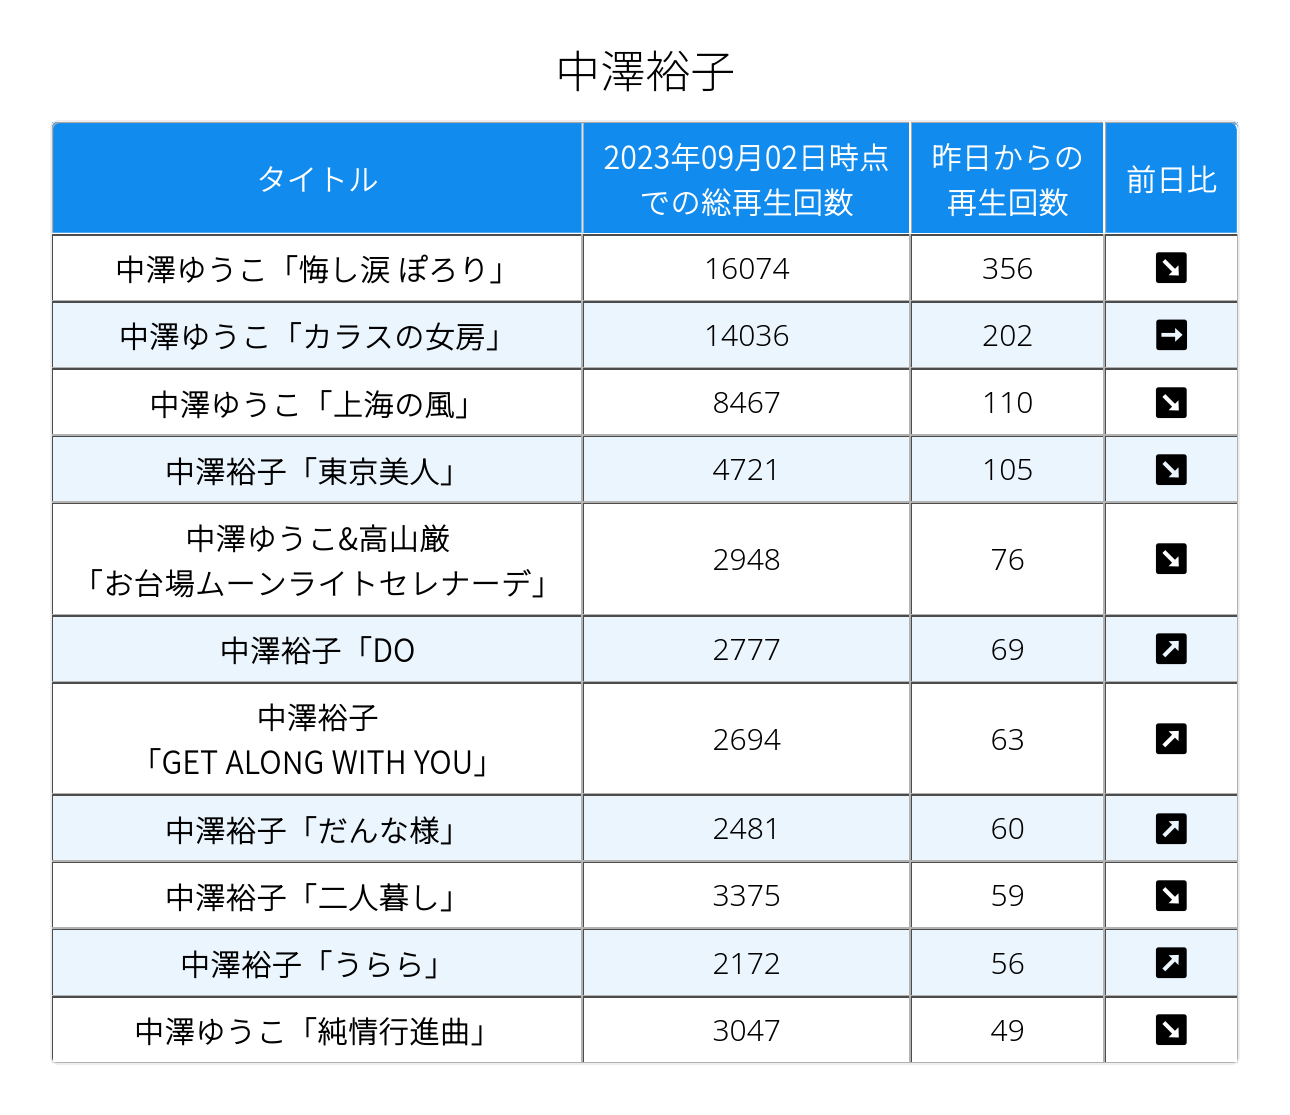 中澤裕子
タイトル
2023年09月02日時点
での総再生回数
昨日からの
再生回数
前日比
中澤ゆうこ「悔し涙 ぽろり」 16074 356 ↘
中澤ゆうこ「カラスの女房」 14036 202 →
中澤ゆうこ「上海の風」 8467 110 ↘
中澤裕子「東京美人」 4721 105 ↘
中澤ゆうこ&高山厳
「お台場ムーンライトセレナーデ」 2948 76 ↘
中澤裕子「DO 2777 69 ↗
中澤裕子
「GET ALONG WITH YOU」 2694 63 ↗
中澤裕子「だんな様」 2481 60 ↗
中澤裕子「二人暮し」 3375 59 ↘
中澤裕子「うらら」 2172 56 ↗
中澤ゆうこ「純情行進曲」 3047 49 ↘